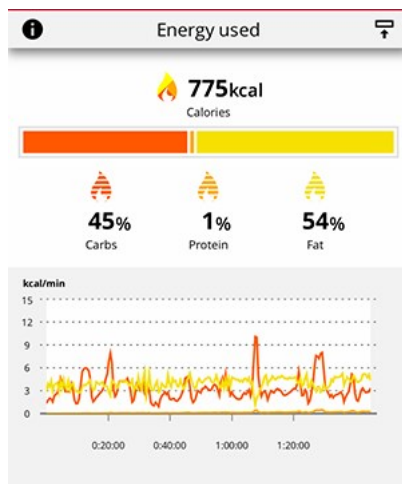 Energy used
775kcal
Calories
45% 1% 54%
Carbs Protein Fat
kcal/min
15
12
9
6
3
0
0:20:00 0:40:00 1:00:00 1:20:00